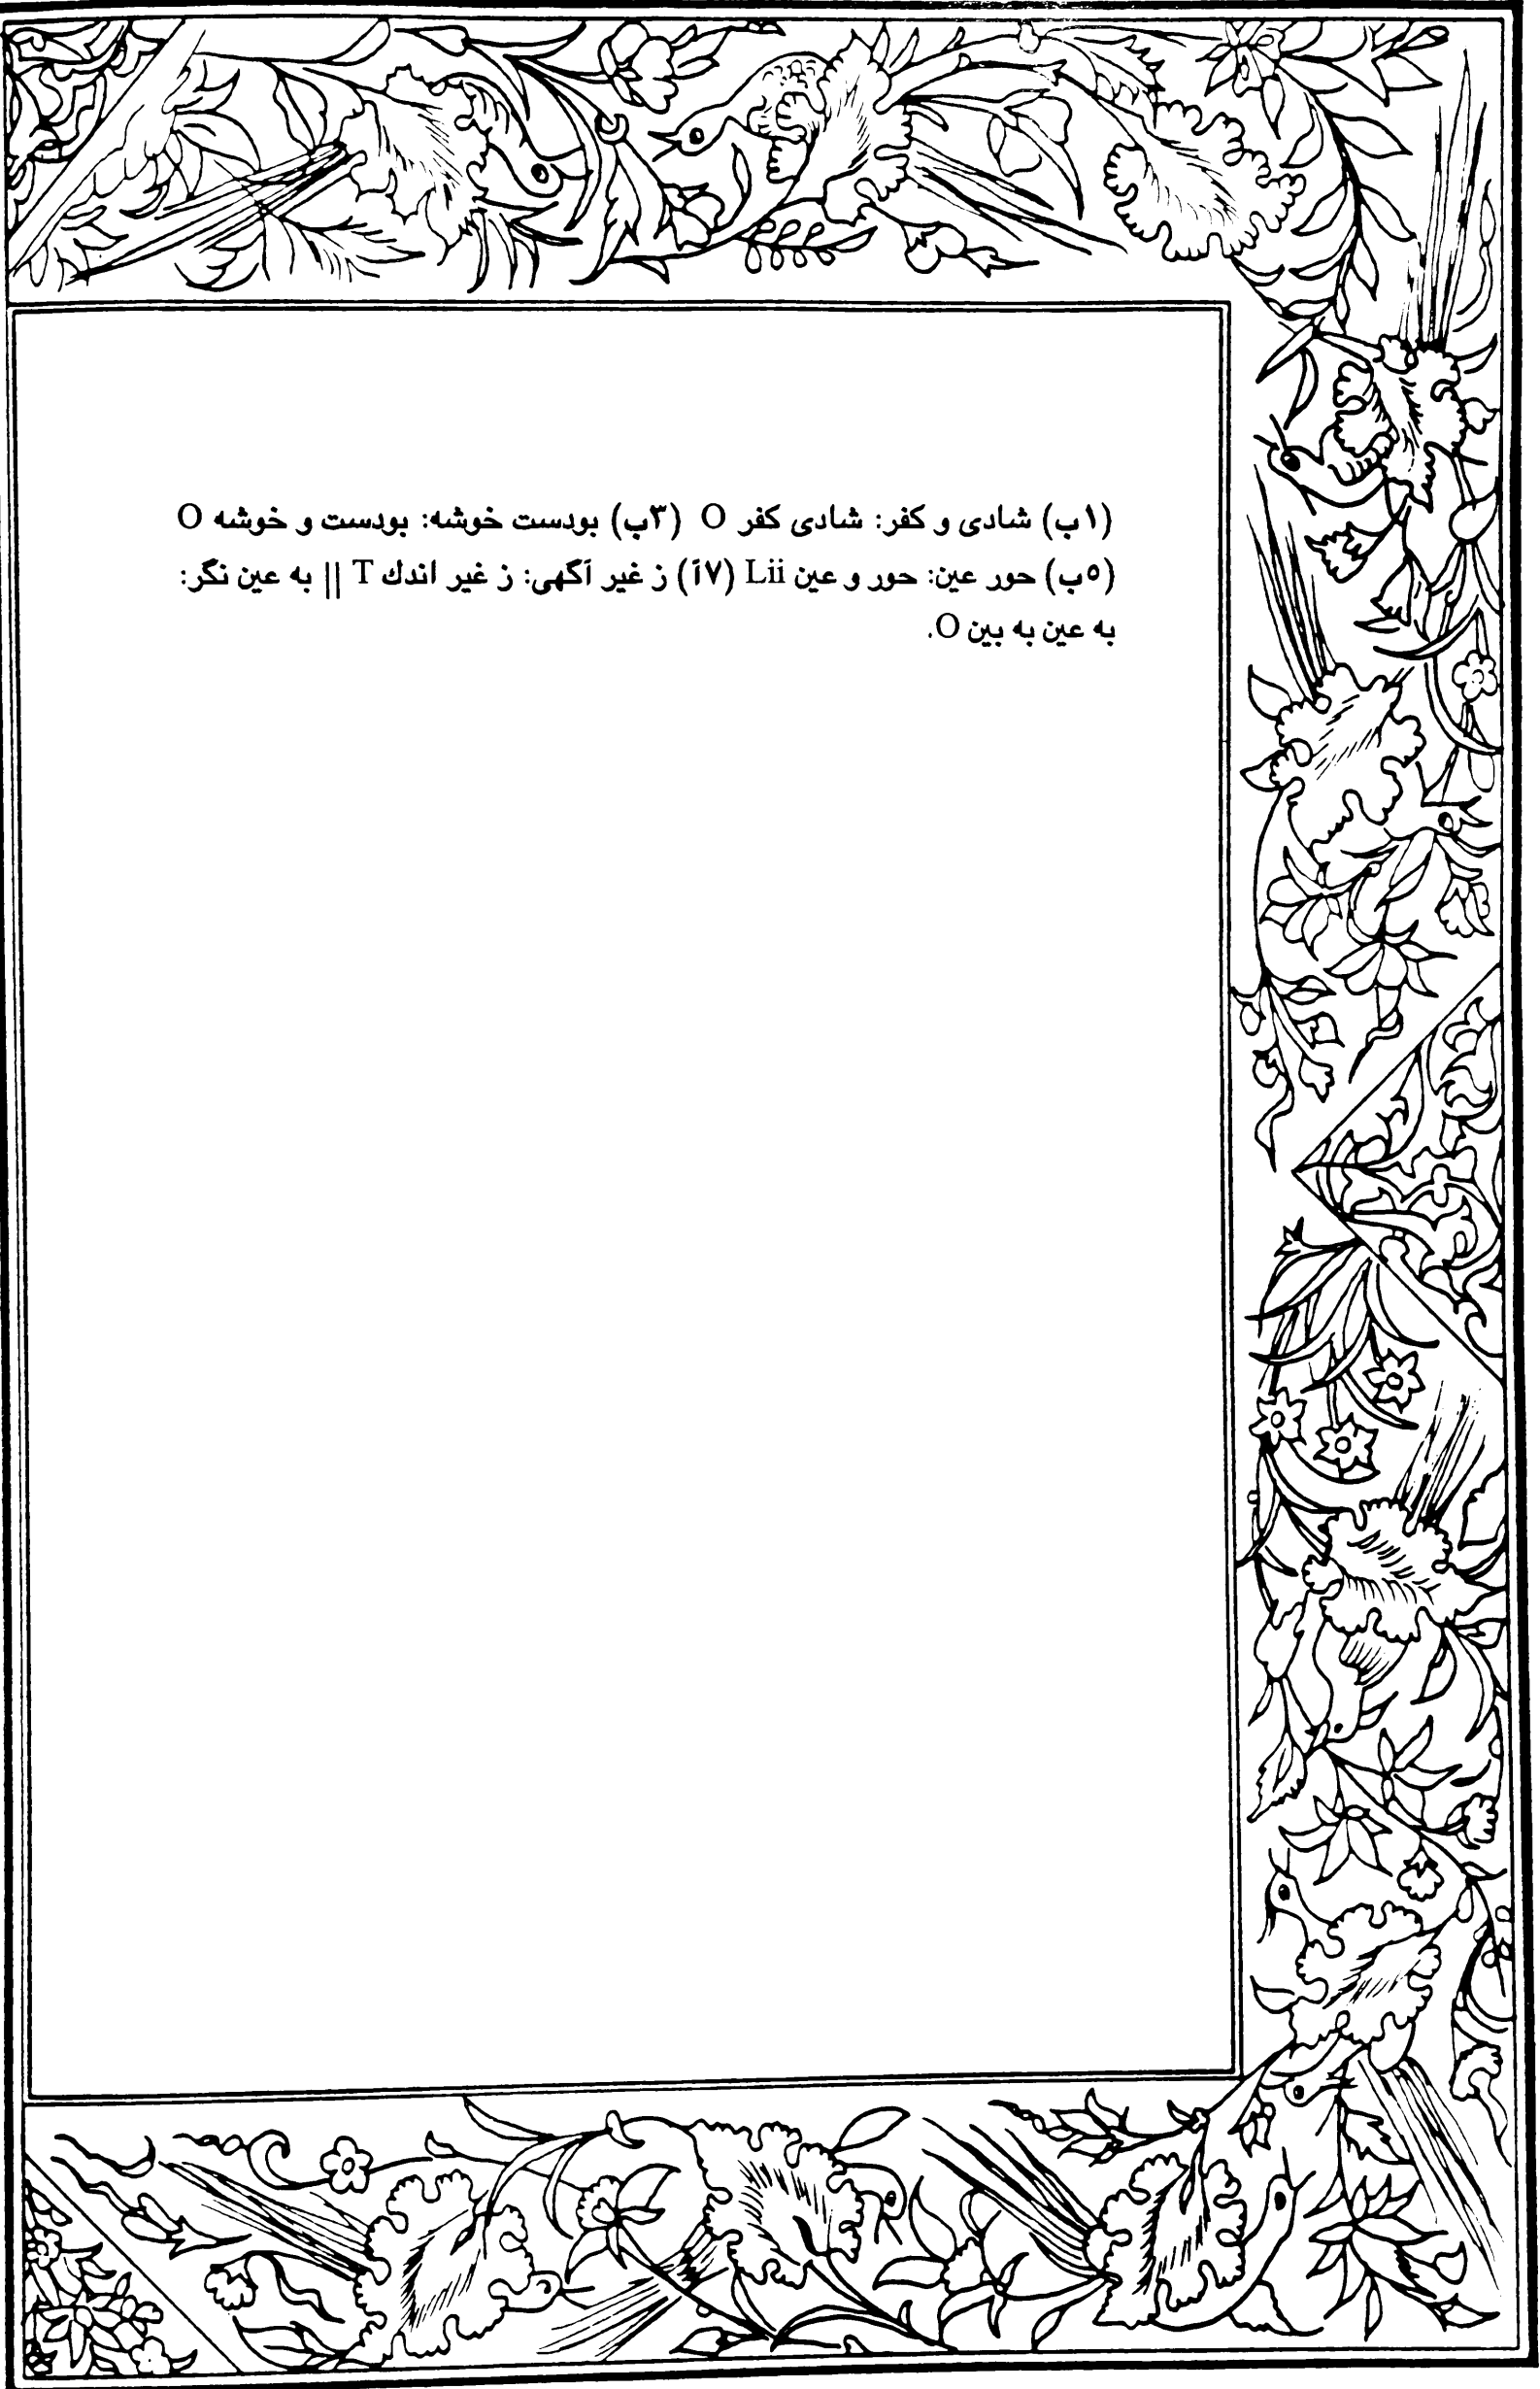 (۱ب) شادی و کفر: شادی کفر O (۳ب) بودست خوشه: بودست و خوشه O
(۵ب) حور عین: حور و عین Lii (۷آ) ز غیر آگهی: ز غیر اندك T || به عین نگر:
به عین به بین O.